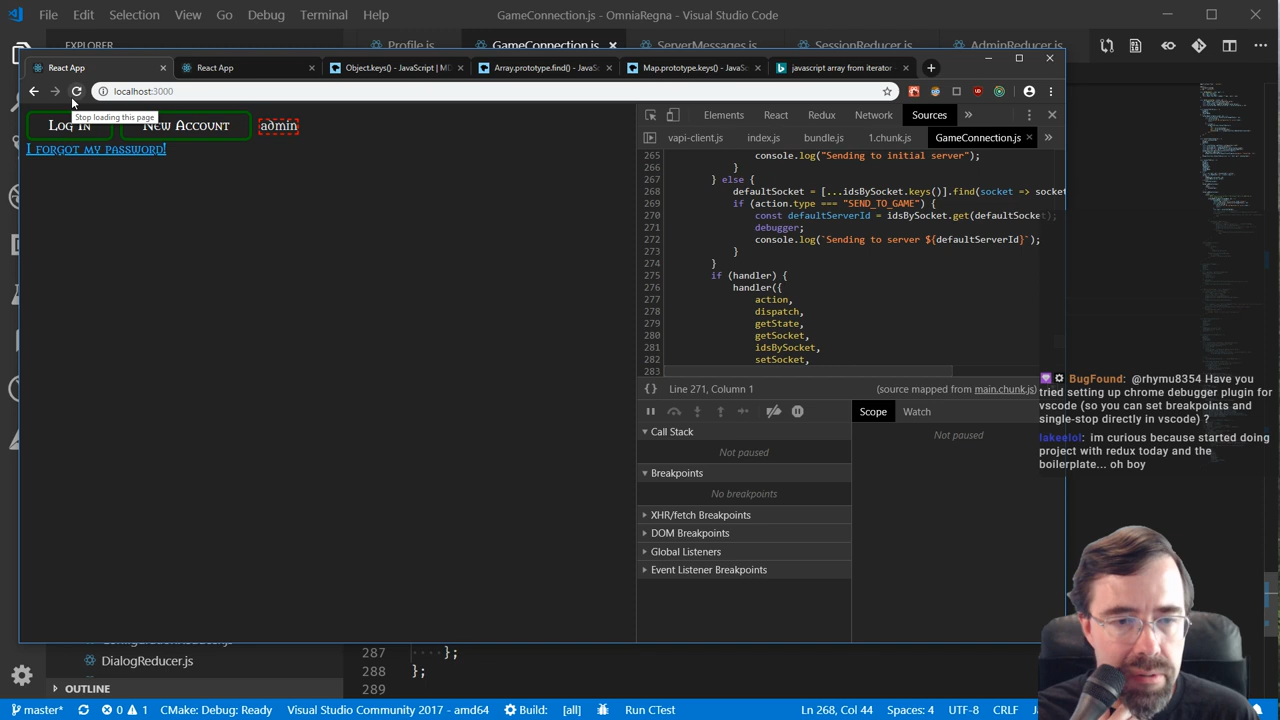 File Edit Selection View Go Debug Terminal Help
GameConnection.js - OmniaRegna - Visual Studio Code
EXPLORER
Profile.js
GameConnection.js
ServerMessages.js
SessionReducer.js
AdminReducer.js
React App
React App
Object.keys() - JavaScript | MD
Array.prototype.find() - JavaSc
Map.prototype.keys() - JavaSc
javascript array from iterator
localhost:3000
Stop loading this page
Log In
New Account
admin
I forgot my password!
Elements React Redux Network Sources
vapi-client.js index.js bundle.js 1.chunk.js GameConnection.js
265 console.log("Sending to initial server");
266 }
267 } else {
268 defaultSocket = [...idsBySocket.keys()].find(socket => socket
269 if (action.type === "SEND_TO_GAME") {
270 const defaultServerId = idsBySocket.get(defaultSocket);
271 debugger;
272 console.log(`Sending to server ${defaultServerId}`);
273 }
274 }
275 if (handler) {
276 handler({
277 action,
278 dispatch,
279 getState,
280 getSocket,
281 idsBySocket,
282 setSocket,
283
{ } Line 271, Column 1 (source mapped from main.chunk.js)
Scope Watch
Not paused
Call Stack
Not paused
Breakpoints
No breakpoints
XHR/fetch Breakpoints
DOM Breakpoints
Global Listeners
Event Listener Breakpoints
BugFound: @rhymu8354 Have you
tried setting up chrome debugger plugin for
vscode (so you can set breakpoints and
single-stop directly in vscode) ?
lakeelol: im curious because started doing
project with redux today and the
boilerplate... oh boy
DialogReducer.js
OUTLINE
287 };
288 };
289
master* 0 1 CMake: Debug: Ready Visual Studio Community 2017 - amd64 Build: [all] Run CTest Ln 268, Col 44 Spaces: 4 UTF-8 CRLF